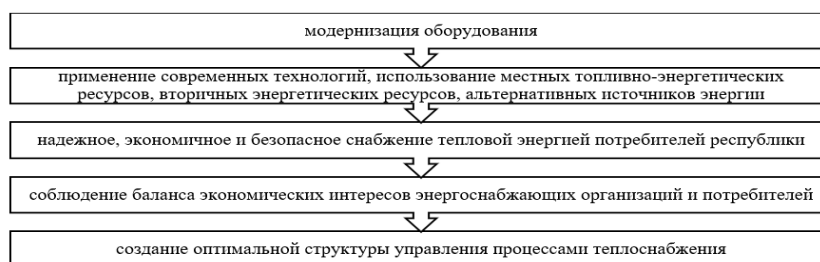 модернизация оборудования
применение современных технологий, использование местных топливно-энергетических
ресурсов, вторичных энергетических ресурсов, альтернативных источников энергии
надежное, экономичное и безопасное снабжение тепловой энергией потребителей республики
соблюдение баланса экономических интересов энергоснабжающих организаций и потребителей
создание оптимальной структуры управления процессами теплоснабжения